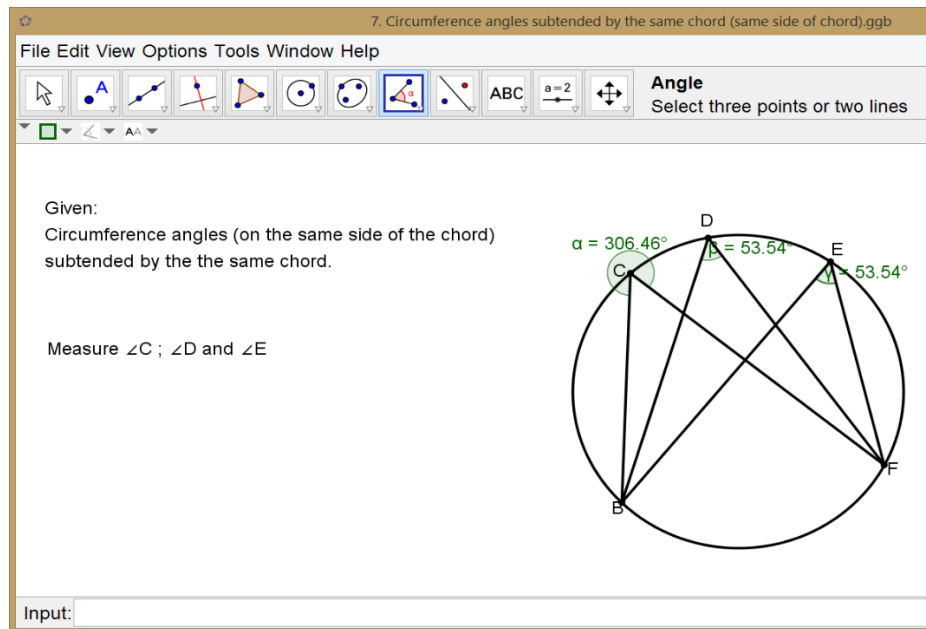 7. Circumference angles subtended by the same chord (same side of chord).ggb
File Edit View Options Tools Window Help
A
α
ABC
a=2
Angle
Select three points or two lines
AA
Given:
Circumference angles (on the same side of the chord)
subtended by the the same chord.
Measure ∠C ; ∠D and ∠E
D
α = 306.46°
β = 53.54°
E
C
γ = 53.54°
F
B
Input: